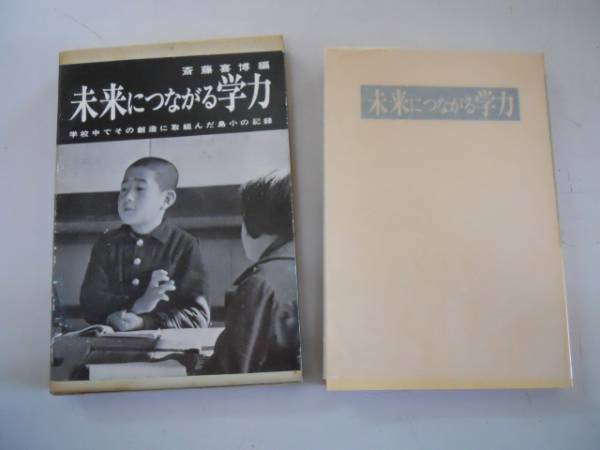 斎藤喜博編
未来につながる学力
学校中でその創造に取組んだ島小の記録
未来につながる学力